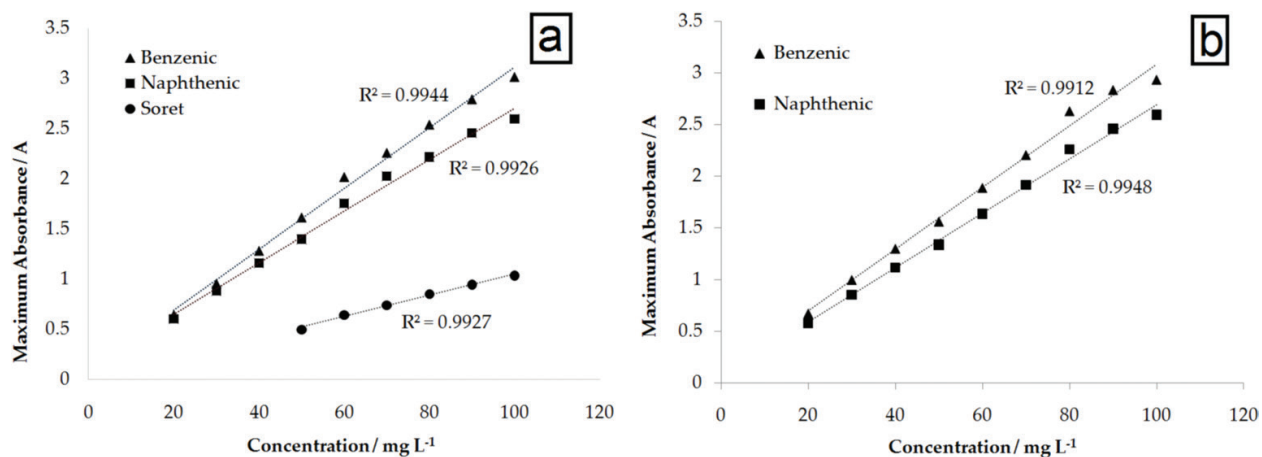 a
Benzenic
Naphthenic
Soret
R² = 0.9944
R² = 0.9926
R² = 0.9927
Maximum Absorbance / A
3.5
3
2.5
2
1.5
1
0.5
0
0 20 40 60 80 100 120
Concentration / mg L⁻¹
b
Benzenic
Naphthenic
R² = 0.9912
R² = 0.9948
Maximum Absorbance / A
3.5
3
2.5
2
1.5
1
0.5
0
0 20 40 60 80 100 120
Concentration / mg L⁻¹